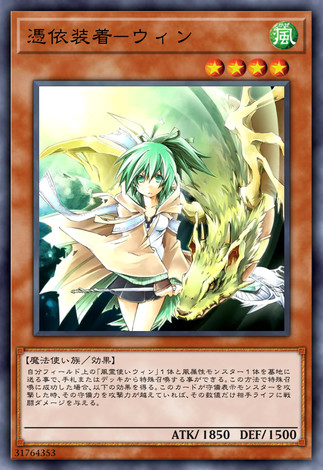 憑依装着－ウィン
風
【魔法使い族／効果】
自分フィールド上の「風霊使いウィン」１体と風属性モンスター１体を墓地
に送る事で、手札またはデッキから特殊召喚する事ができる。この方法で特殊召
喚に成功した場合、以下の効果を得る。このカードが守備表示モンスターを攻
撃した時、その守備力を攻撃力が越えていれば、その数値だけ相手ライフに戦
闘ダメージを与える。
ATK/1850 DEF/1500
31764353